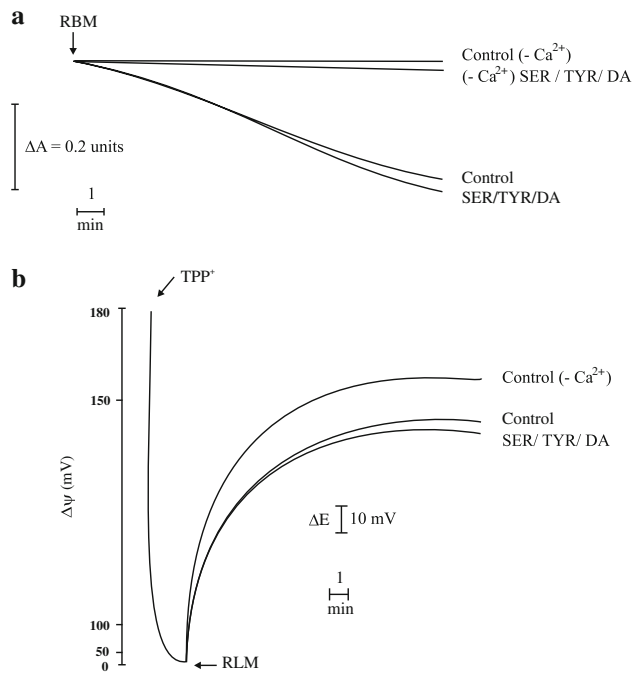 a
RBM
Control (- Ca²⁺)
(- Ca²⁺) SER / TYR/ DA
ΔA = 0.2 units
1
min
Control
SER/TYR/DA
b
TPP⁺
180
150
100
50
0
Δψ (mV)
Control (- Ca²⁺)
Control
SER/ TYR/ DA
ΔE
10 mV
1
min
RLM